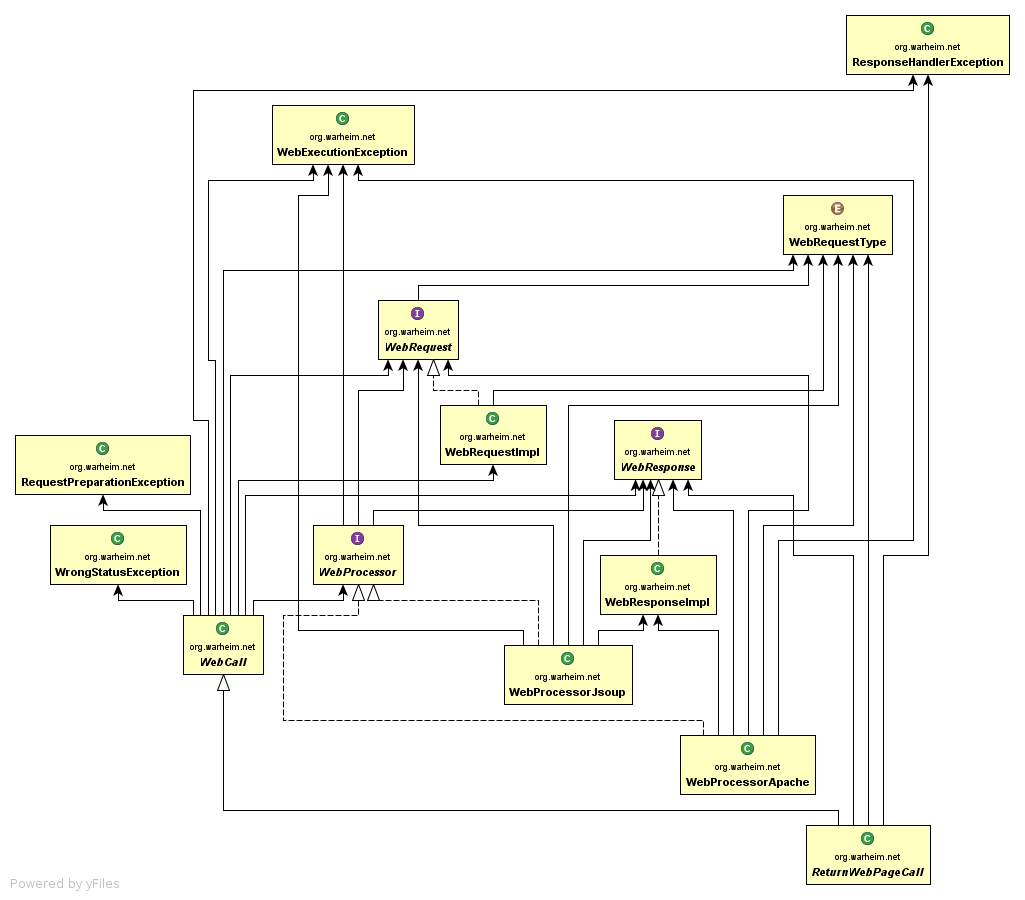 C
org.warheim.net
ResponseHandlerException
C
org.warheim.net
WebExecutionException
E
org.warheim.net
WebRequestType
I
org.warheim.net
WebRequest
C
org.warheim.net
WebRequestImpl
I
org.warheim.net
WebResponse
C
org.warheim.net
RequestPreparationException
C
org.warheim.net
WrongStatusException
I
org.warheim.net
WebProcessor
C
org.warheim.net
WebResponseImpl
C
org.warheim.net
WebCall
C
org.warheim.net
WebProcessorJsoup
C
org.warheim.net
WebProcessorApache
C
org.warheim.net
ReturnWebPageCall
Powered by yFiles